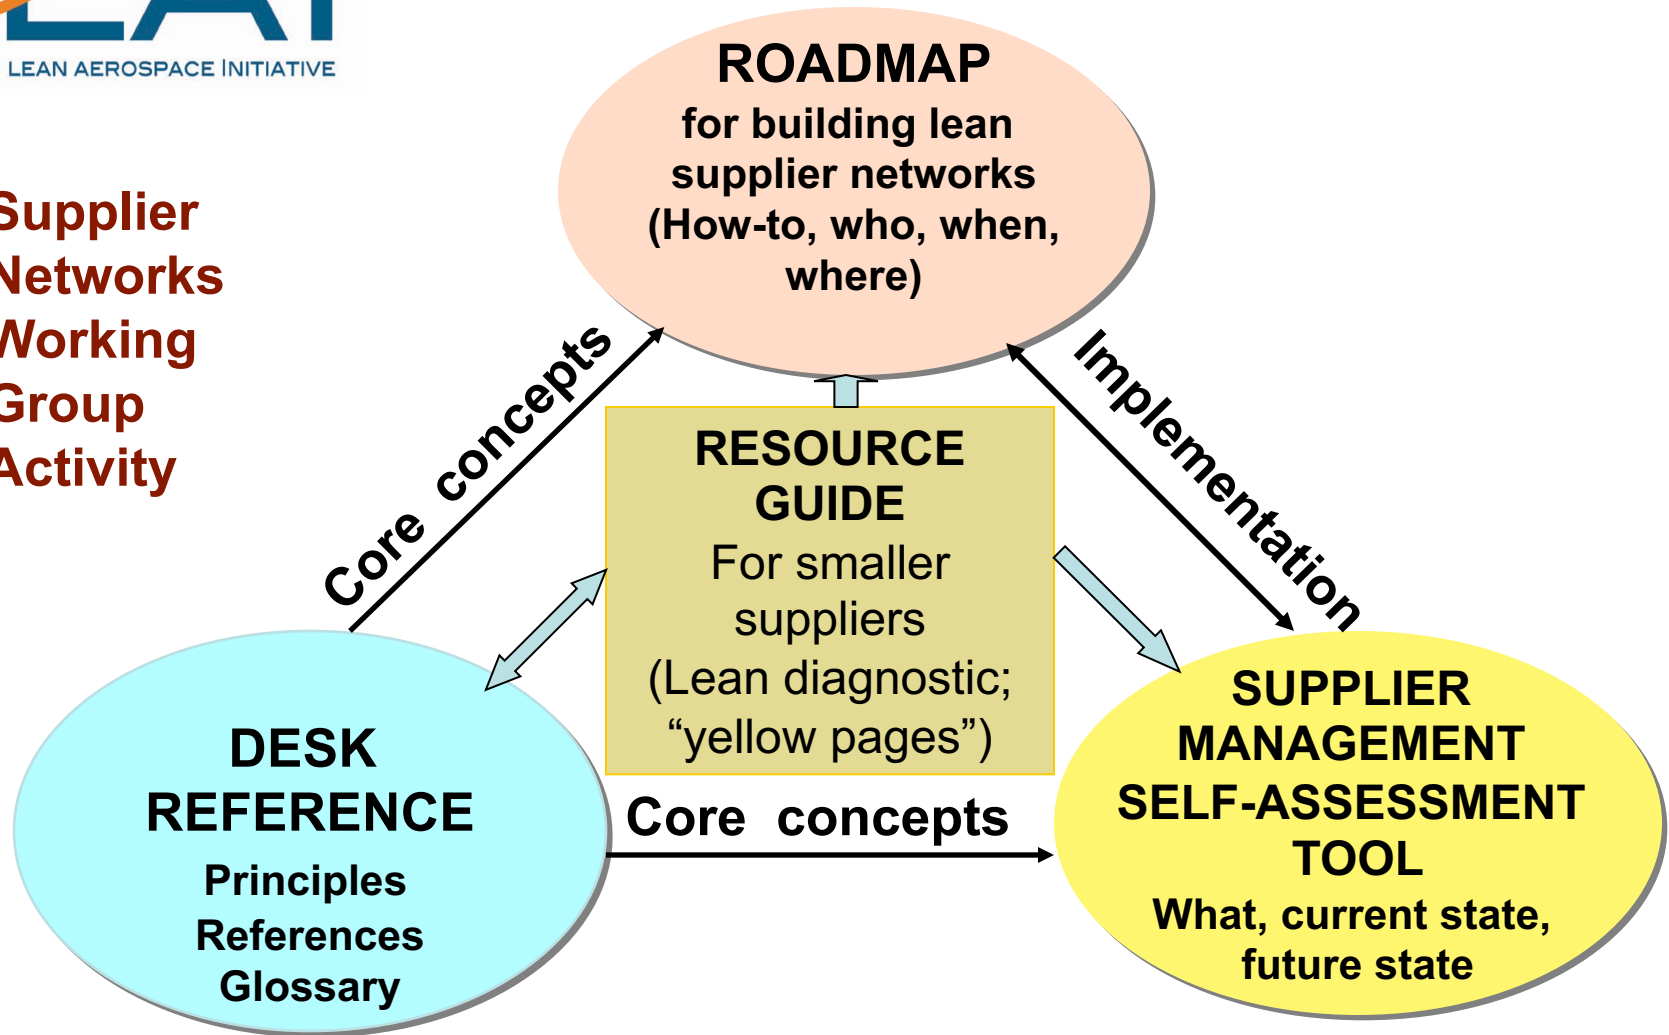 LAI
LEAN AEROSPACE INITIATIVE
Supplier
Networks
Working
Group
Activity
ROADMAP
for building lean
supplier networks
(How-to, who, when,
where)
Core concepts
Implementation
RESOURCE
GUIDE
For smaller
suppliers
(Lean diagnostic;
“yellow pages”)
DESK
REFERENCE
Principles
References
Glossary
Core concepts
SUPPLIER
MANAGEMENT
SELF-ASSESSMENT
TOOL
What, current state,
future state